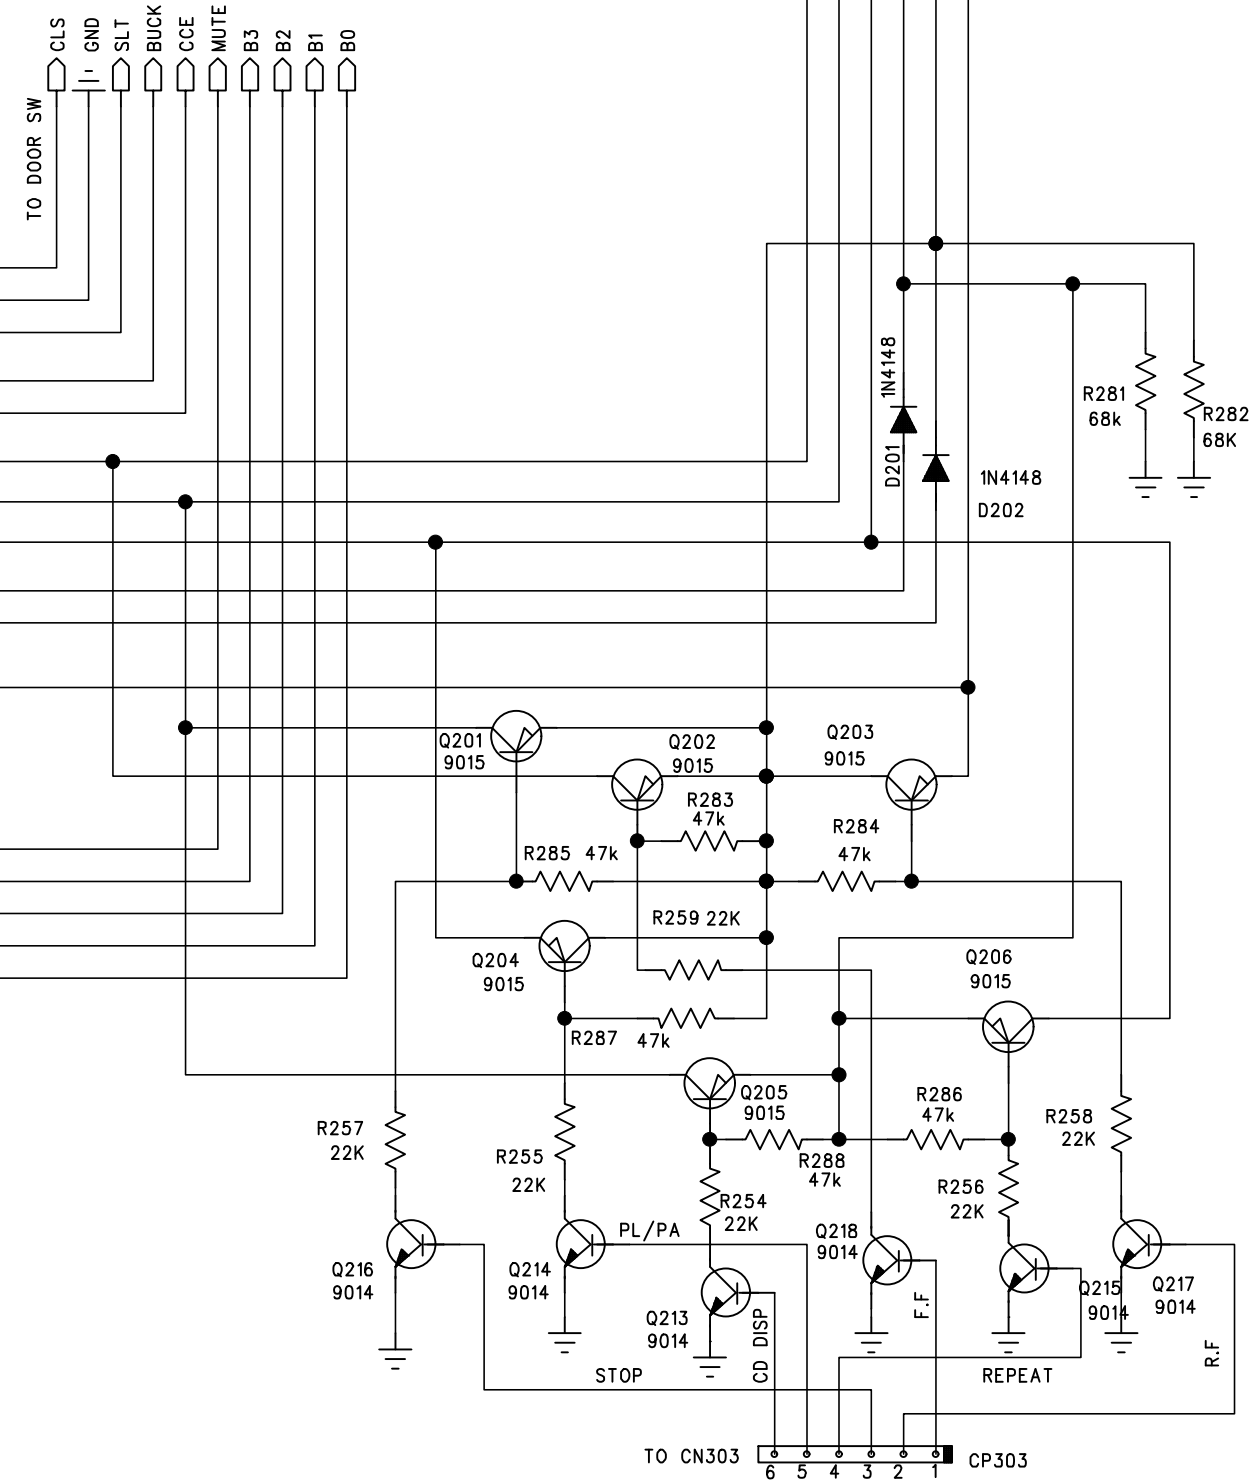 CLS
GND
SLT
BUCK
CCE
MUTE
B3
B2
B1
B0
TO DOOR SW
1N4148
D201
1N4148
D202
R281
68k
R282
68K
Q201
9015
Q202
9015
Q203
9015
R283
47k
R284
47k
R285 47k
R259 22K
Q204
9015
Q206
9015
R287 47k
Q205
9015
R286
47k
R258
22K
R257
22K
R255
22K
R288
47k
R254
22K
R256
22K
PL/PA
Q218
9014
Q216
9014
Q214
9014
Q213
9014
Q215
9014
Q217
9014
CD DISP
F.F
R.F
STOP
REPEAT
TO CN303
CP303
6 5 4 3 2 1